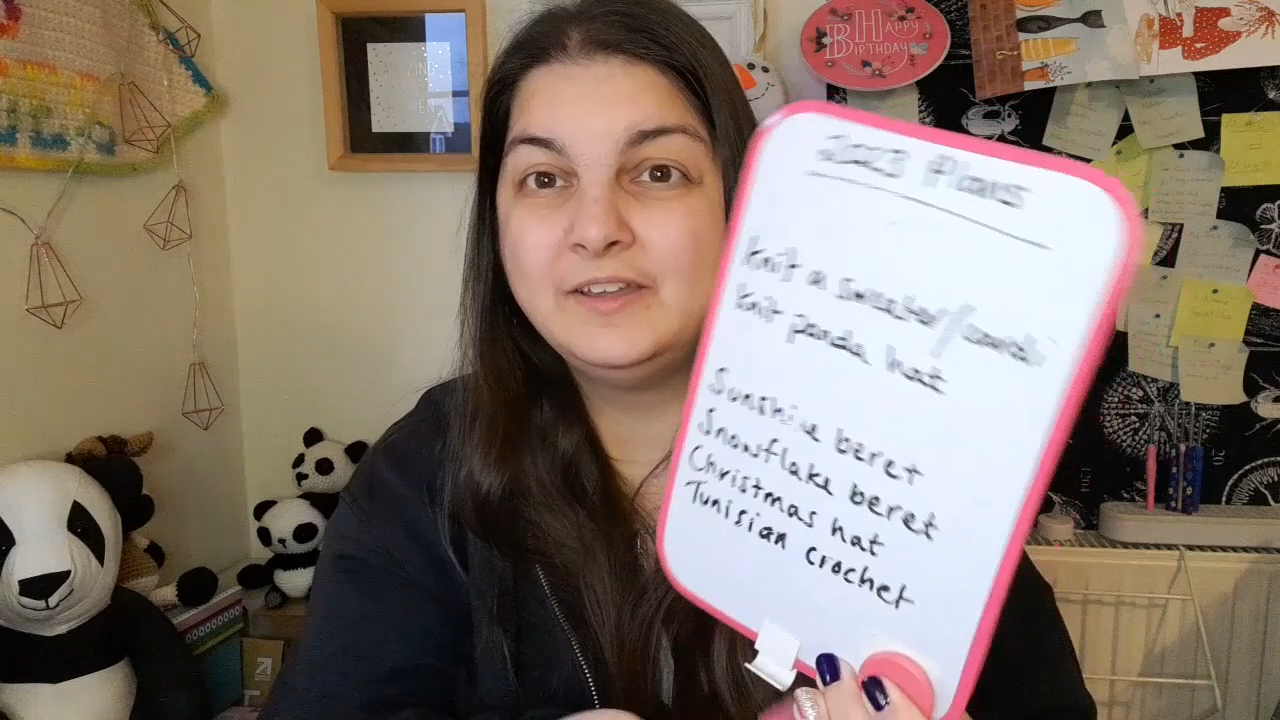 HAPPY
BIRTHDAY
2023 Plans
Knit a sweater/cardi
Knit panda hat
Sunshine beret
Snowflake beret
Christmas hat
Tunisian crochet